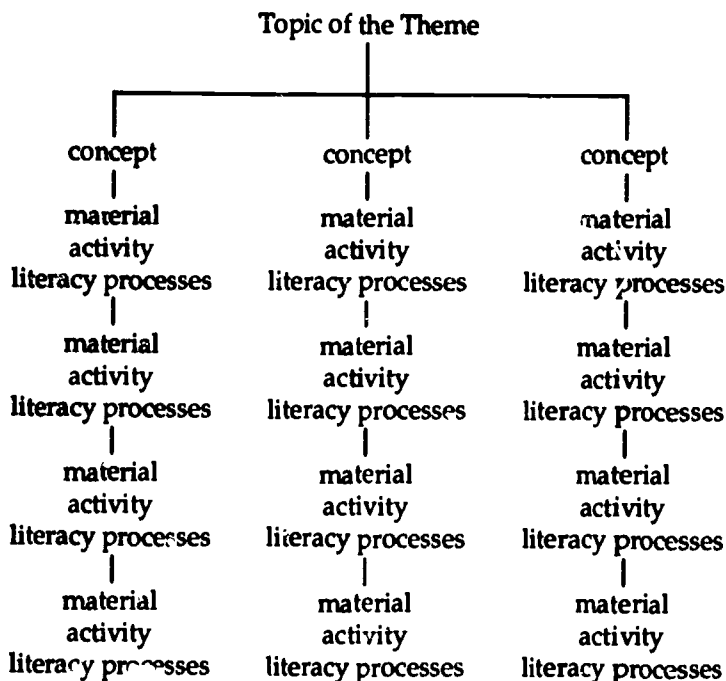 Topic of the Theme
concept concept concept
material material material
activity activity activity
literacy processes literacy processes literacy processes
material material material
activity activity activity
literacy processes literacy processes literacy processes
material material material
activity activity activity
literacy processes literacy processes literacy processes
material material material
activity activity activity
literacy processes literacy processes literacy processes